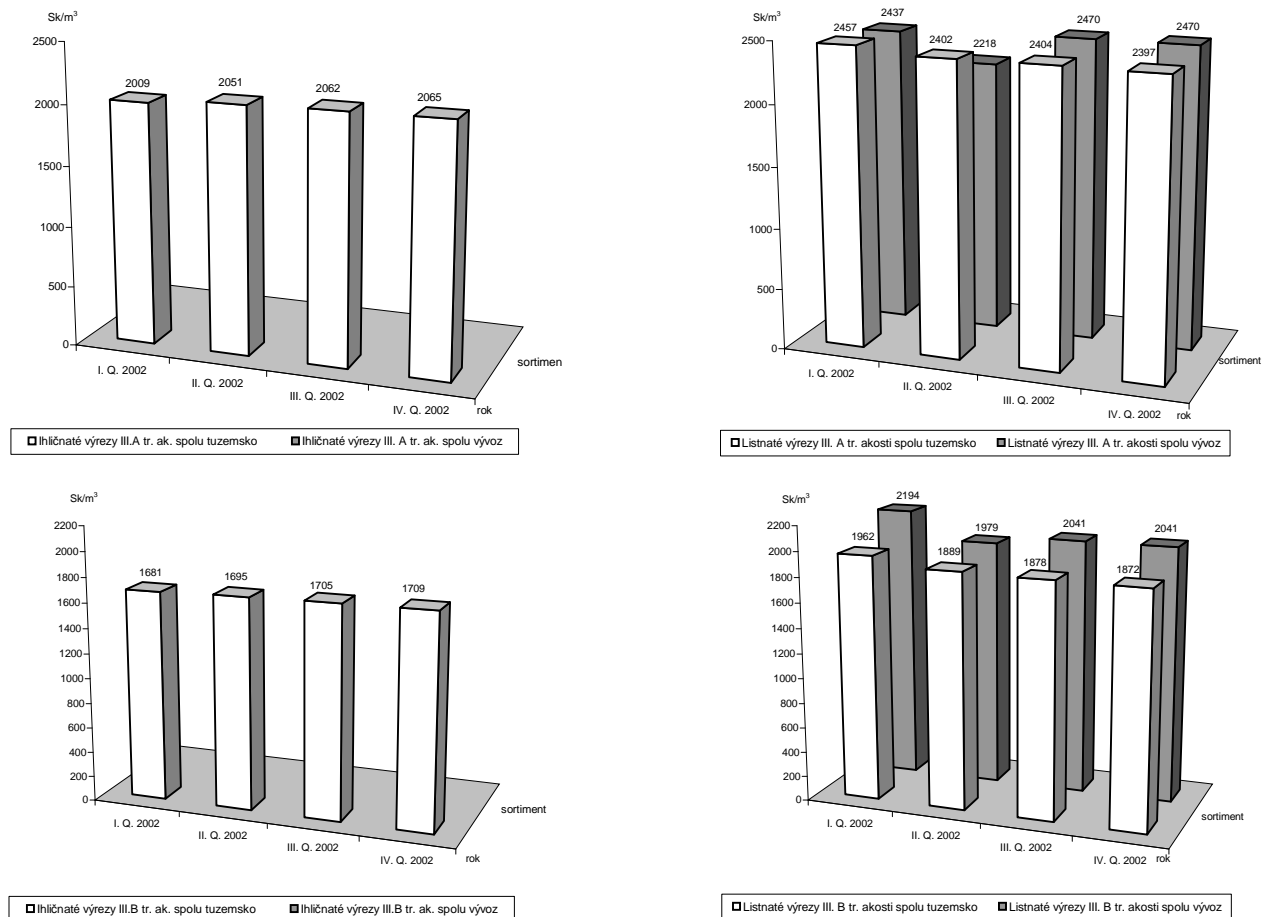 Sk/m³
2500
2000
1500
1000
500
0
2009
2051
2062
2065
I. Q. 2002
II. Q. 2002
III. Q. 2002
IV. Q. 2002
sortimen
rok
Ihličnaté výrezy III.A tr. ak. spolu tuzemsko Ihličnaté výrezy III. A tr. ak. spolu vývoz
Sk/m³
2500
2000
1500
1000
500
0
2457
2437
2402
2218
2404
2470
2397
2470
I. Q. 2002
II. Q. 2002
III. Q. 2002
IV. Q. 2002
sortiment
rok
Listnaté výrezy III. A tr. akosti spolu tuzemsko Listnaté výrezy III. A tr. akosti spolu vývoz
Sk/m³
2200
2000
1800
1600
1400
1200
1000
800
600
400
200
0
1681
1695
1705
1709
I. Q. 2002
II. Q. 2002
III. Q. 2002
IV. Q. 2002
sortiment
rok
Ihličnaté výrezy III.B tr. ak. spolu tuzemsko Ihličnaté výrezy III.B tr. ak. spolu vývoz
Sk/m³
2200
2000
1800
1600
1400
1200
1000
800
600
400
200
0
1962
2194
1889
1979
1878
2041
1872
2041
I. Q. 2002
II. Q. 2002
III. Q. 2002
IV. Q. 2002
sortiment
rok
Listnaté výrezy III. B tr. akosti spolu tuzemsko Listnaté výrezy III. B tr. akosti spolu vývoz